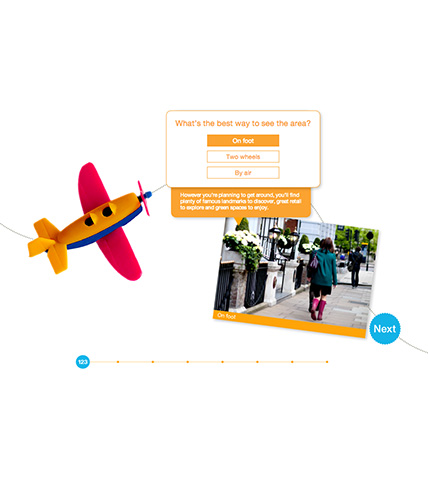 What's the best way to see the area?
On foot
Two wheels
By air
However you're planning to get around, you'll find
plenty of famous landmarks to discover, great retail
to explore and green spaces to enjoy.
On foot
Next
123